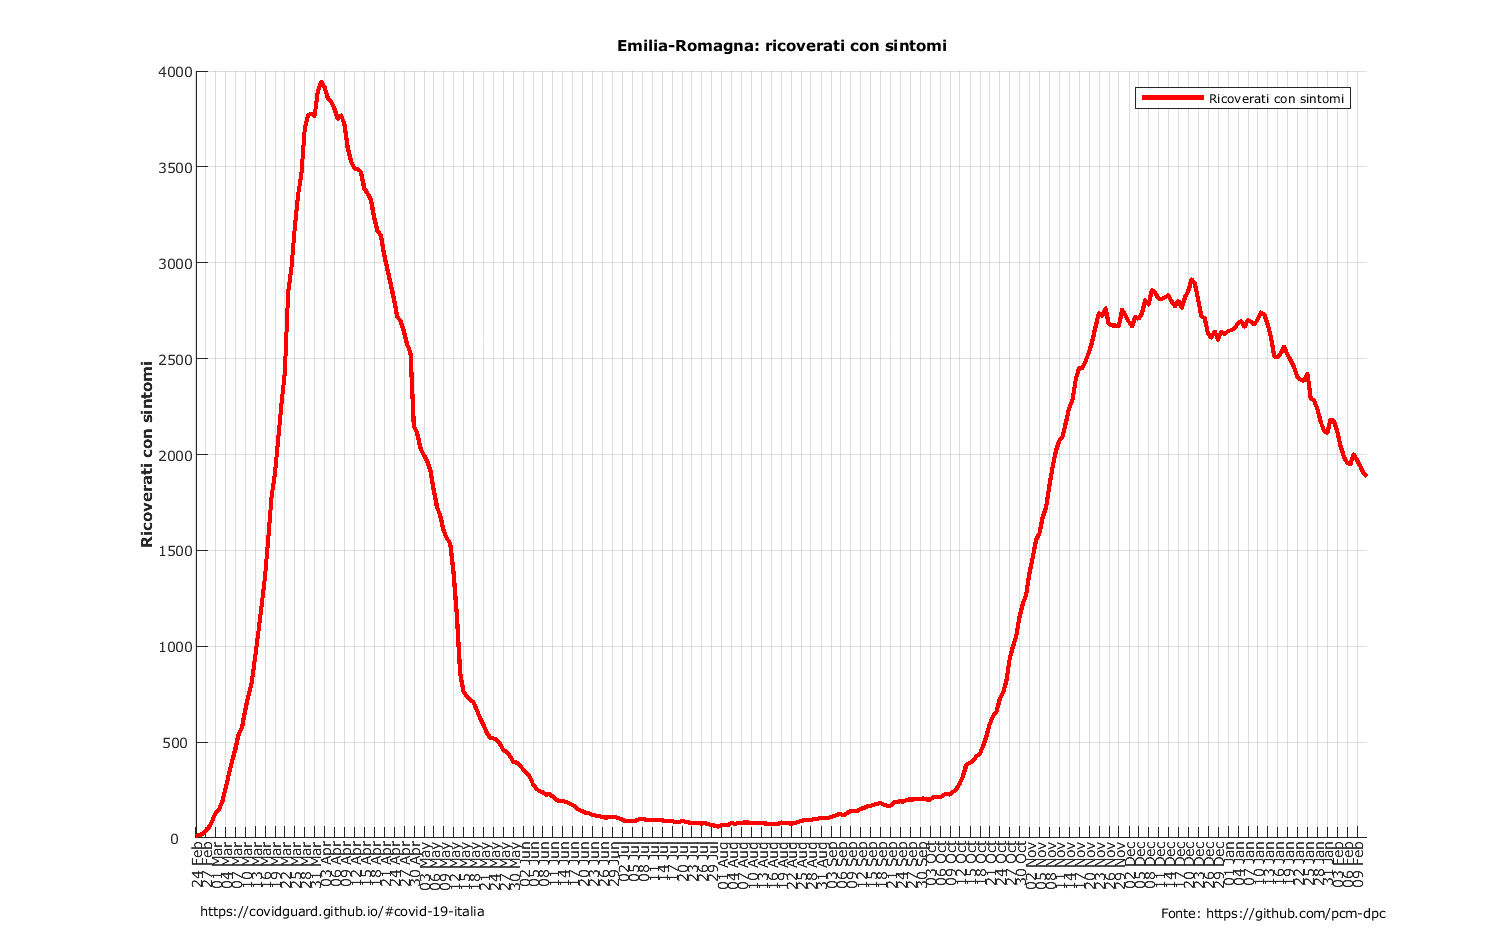 Emilia-Romagna: ricoverati con sintomi
Ricoverati con sintomi
Ricoverati con sintomi
4000
3500
3000
2500
2000
1500
1000
500
0
24 Feb
27 Feb
01 Mar
04 Mar
07 Mar
10 Mar
13 Mar
16 Mar
19 Mar
22 Mar
25 Mar
28 Mar
31 Mar
03 Apr
06 Apr
09 Apr
12 Apr
15 Apr
18 Apr
21 Apr
24 Apr
27 Apr
30 Apr
03 May
06 May
09 May
12 May
15 May
18 May
21 May
24 May
27 May
30 May
02 Jun
05 Jun
08 Jun
11 Jun
14 Jun
17 Jun
20 Jun
23 Jun
26 Jun
29 Jun
02 Jul
05 Jul
08 Jul
11 Jul
14 Jul
17 Jul
20 Jul
23 Jul
26 Jul
29 Jul
01 Aug
04 Aug
07 Aug
10 Aug
13 Aug
16 Aug
19 Aug
22 Aug
25 Aug
28 Aug
31 Aug
03 Sep
06 Sep
09 Sep
12 Sep
15 Sep
18 Sep
21 Sep
24 Sep
27 Sep
30 Sep
03 Oct
06 Oct
09 Oct
12 Oct
15 Oct
18 Oct
21 Oct
24 Oct
27 Oct
30 Oct
02 Nov
05 Nov
08 Nov
11 Nov
14 Nov
17 Nov
20 Nov
23 Nov
26 Nov
29 Nov
02 Dec
05 Dec
08 Dec
11 Dec
14 Dec
17 Dec
20 Dec
23 Dec
26 Dec
29 Dec
01 Jan
04 Jan
07 Jan
10 Jan
13 Jan
16 Jan
19 Jan
22 Jan
25 Jan
28 Jan
31 Jan
03 Feb
06 Feb
09 Feb
https://covidguard.github.io/#covid-19-italia
Fonte: https://github.com/pcm-dpc